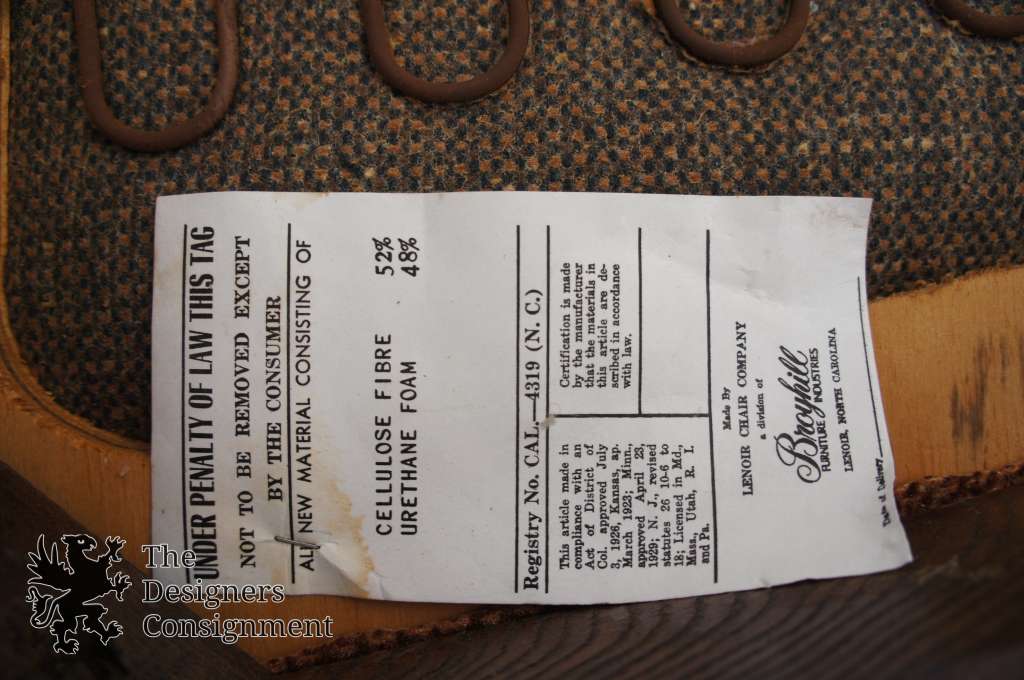 UNDER PENALTY OF LAW THIS TAG
NOT TO BE REMOVED EXCEPT
BY THE CONSUMER
ALL NEW MATERIAL CONSISTING OF
CELLULOSE FIBRE 52%
URETHANE FOAM 48%
Registry No. CAL.—4319 (N. C.)
This article made in
compliance with an
Act of District of
Col. approved July
3, 1926, Kansas, ap.
March 1923; Minn.,
approved April 23,
1929; N. J., revised
statutes 26 10-6 to
18; Licensed in Md.,
Mass., Utah, R. I.
and Pa.
Certification is made
by the manufacturer
that the materials in
this article are de-
scribed in accordance
with law.
Made By
LENOIR CHAIR COMPANY
a division of
Broyhill
FURNITURE INDUSTRIES
LENOIR, NORTH CAROLINA
Date of Delivery
The
Designers
Consignment